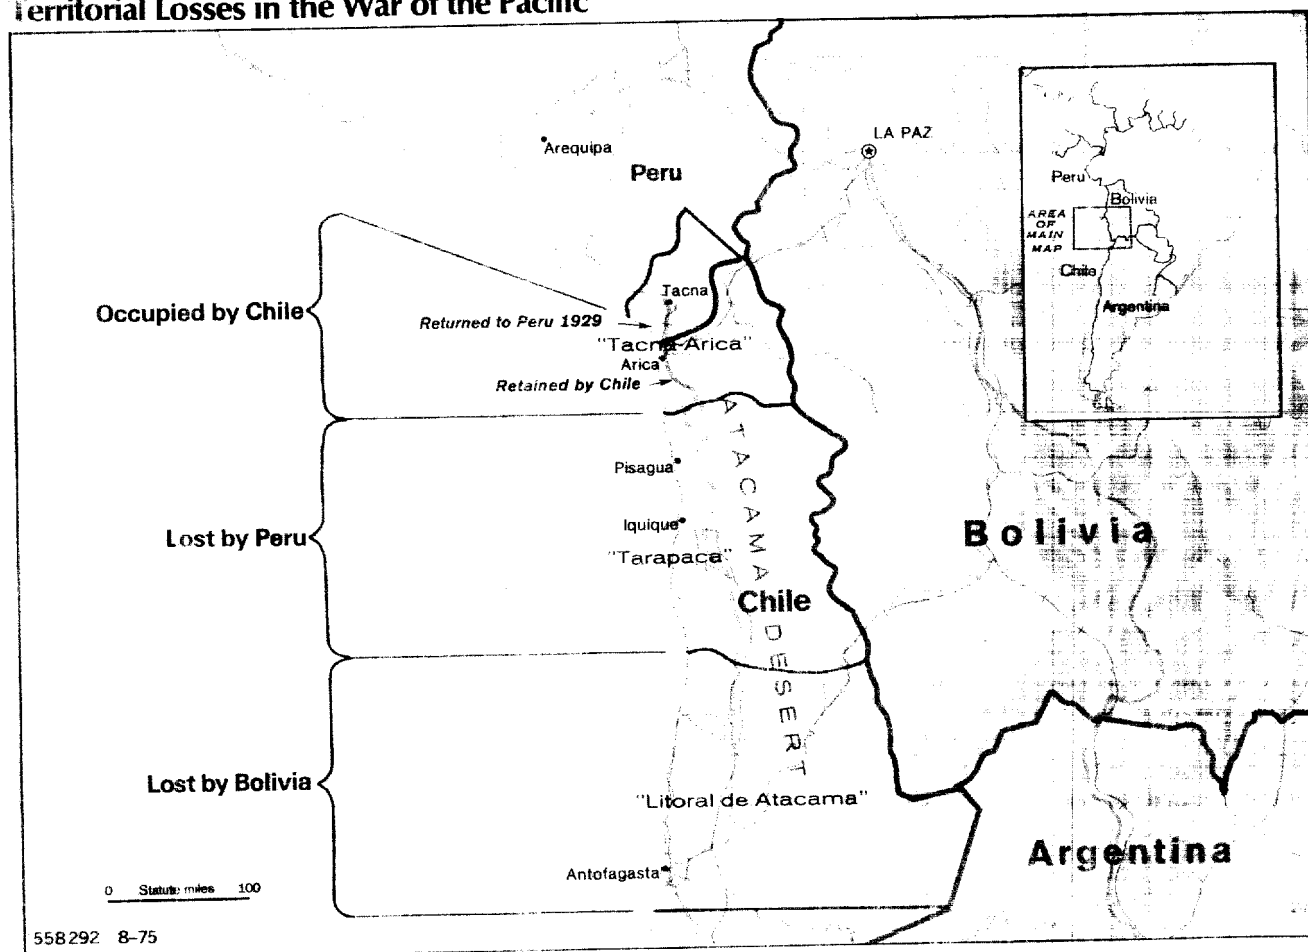 Territorial Losses in the War of the Pacific
LA PAZ
Arequipa
Peru
Peru
Bolivia
AREA
OF
MAIN
MAP
Chile
Argentina
Occupied by Chile
Tacna
Returned to Peru 1929
"Tacna-Arica"
Arica
Retained by Chile
ATACAMA DESERT
Pisagua
Lost by Peru
Iquique
"Tarapaca"
Bolivia
Chile
Lost by Bolivia
"Litoral de Atacama"
Argentina
Antofagasta
0 Statute miles 100
558292 8-75